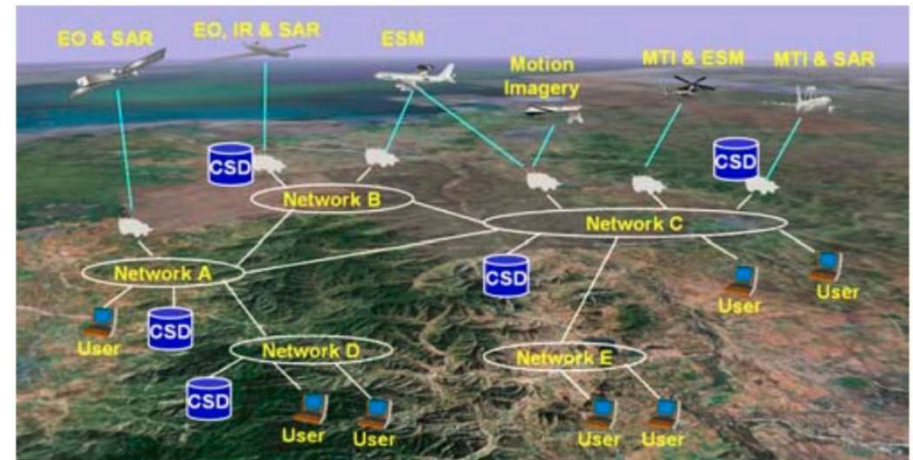 EO & SAR
EO, IR & SAR
ESM
Motion
Imagery
MTI & ESM
MTI & SAR
CSD
CSD
Network B
Network C
Network A
CSD
User
User
User
CSD
Network D
Network E
CSD
User
User
User
User